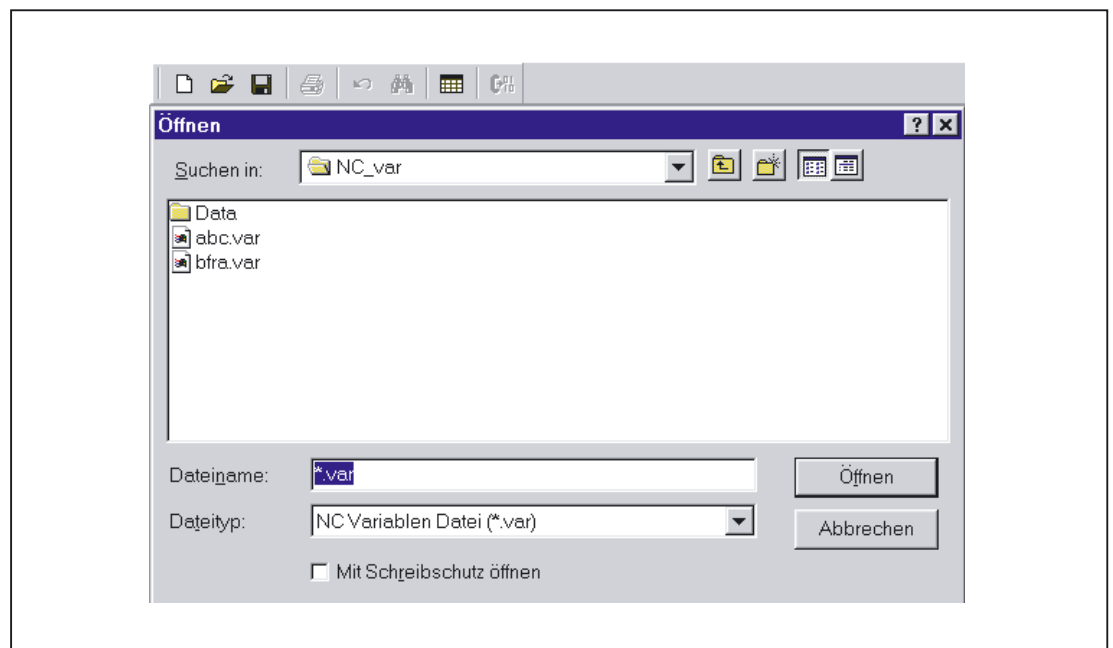 Öffnen
Suchen in: NC_var
Data
abc.var
bfra.var
Dateiname: *.var Öffnen
Dateityp: NC Variablen Datei (*.var) Abbrechen
Mit Schreibschutz öffnen